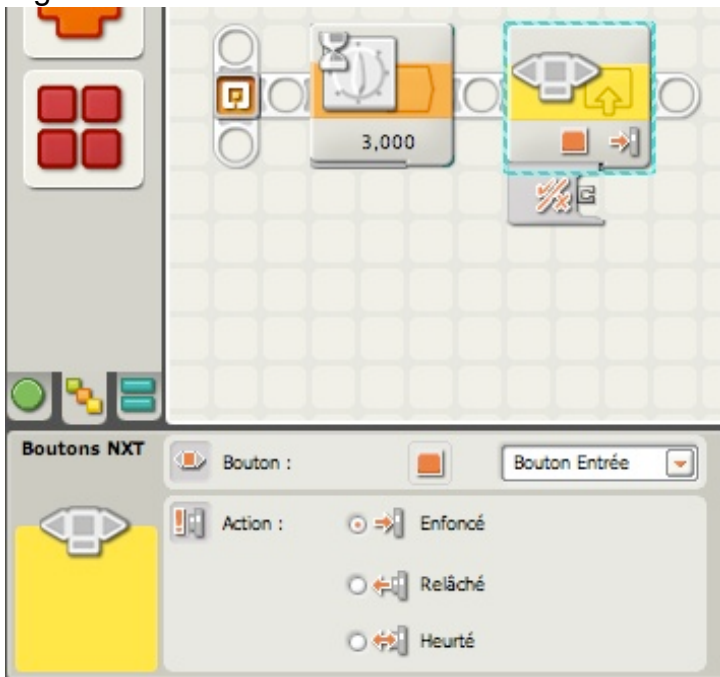 3,000
Boutons NXT
Bouton :
Bouton Entrée
Action :
Enfoncé
Relâché
Heurté